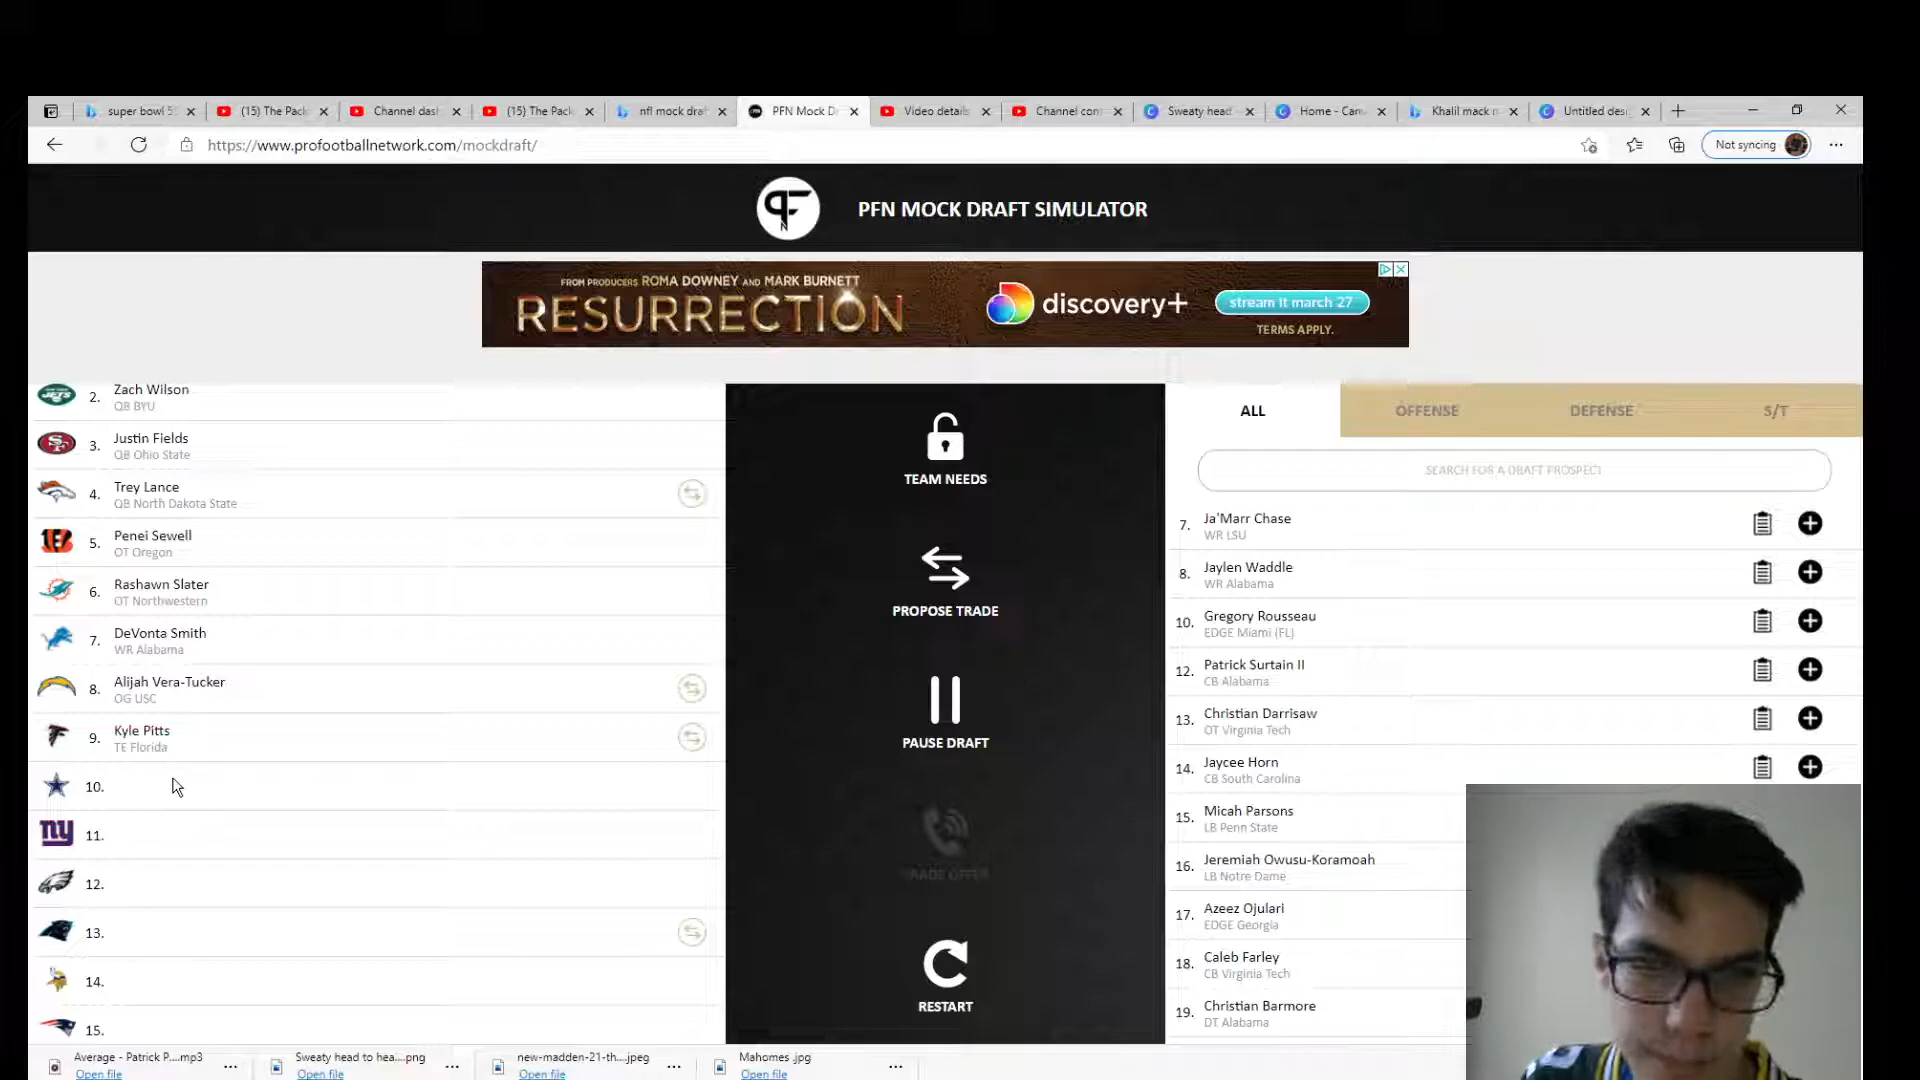 super bowl 5
(15) The Pack
Channel dasl
(15) The Pack
nfl mock dra
PFN Mock D
Video details
Channel con
Sweaty head
Home - Can
Khalil mack r
Untitled desi
https://www.profootballnetwork.com/mockdraft/
Not syncing
PFN MOCK DRAFT SIMULATOR
FROM PRODUCERS ROMA DOWNEY AND MARK BURNETT
RESURRECTION
discovery+
stream it march 27
TERMS APPLY.
2. Zach Wilson
QB BYU
3. Justin Fields
QB Ohio State
4. Trey Lance
QB North Dakota State
5. Penei Sewell
OT Oregon
6. Rashawn Slater
OT Northwestern
7. DeVonta Smith
WR Alabama
8. Alijah Vera-Tucker
OG USC
9. Kyle Pitts
TE Florida
10.
11.
12.
13.
14.
15.
TEAM NEEDS
PROPOSE TRADE
PAUSE DRAFT
TRADE OFFER
RESTART
ALL
OFFENSE
DEFENSE
S/T
SEARCH FOR A DRAFT PROSPECT
7. Ja'Marr Chase
WR LSU
8. Jaylen Waddle
WR Alabama
10. Gregory Rousseau
EDGE Miami (FL)
12. Patrick Surtain II
CB Alabama
13. Christian Darrisaw
OT Virginia Tech
14. Jaycee Horn
CB South Carolina
15. Micah Parsons
LB Penn State
16. Jeremiah Owusu-Koramoah
LB Notre Dame
17. Azeez Ojulari
EDGE Georgia
18. Caleb Farley
CB Virginia Tech
19. Christian Barmore
DT Alabama
Average - Patrick P....mp3
Open file
Sweaty head to hea....png
Open file
new-madden-21-th....jpeg
Open file
Mahomes .jpg
Open file